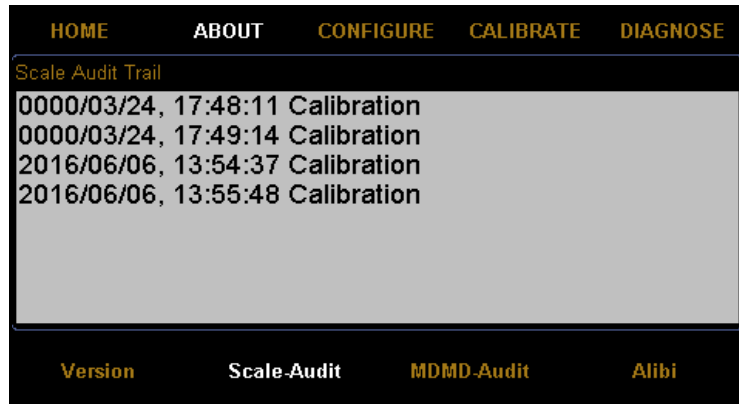 HOME ABOUT CONFIGURE CALIBRATE DIAGNOSE
Scale Audit Trail
0000/03/24, 17:48:11 Calibration
0000/03/24, 17:49:14 Calibration
2016/06/06, 13:54:37 Calibration
2016/06/06, 13:55:48 Calibration
Version Scale-Audit MDMD-Audit Alibi